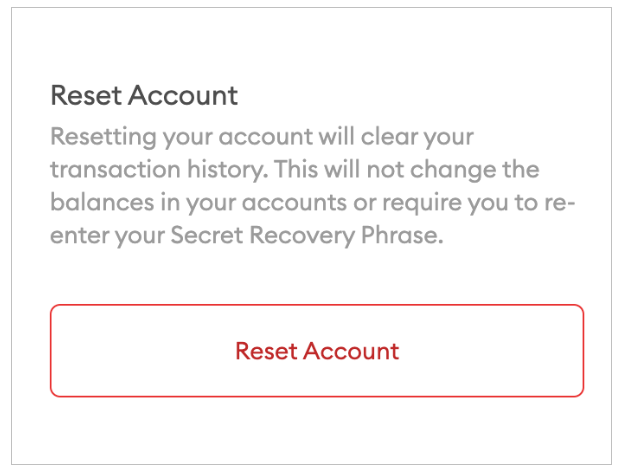 Reset Account
Resetting your account will clear your
transaction history. This will not change the
balances in your accounts or require you to re-
enter your Secret Recovery Phrase.
Reset Account